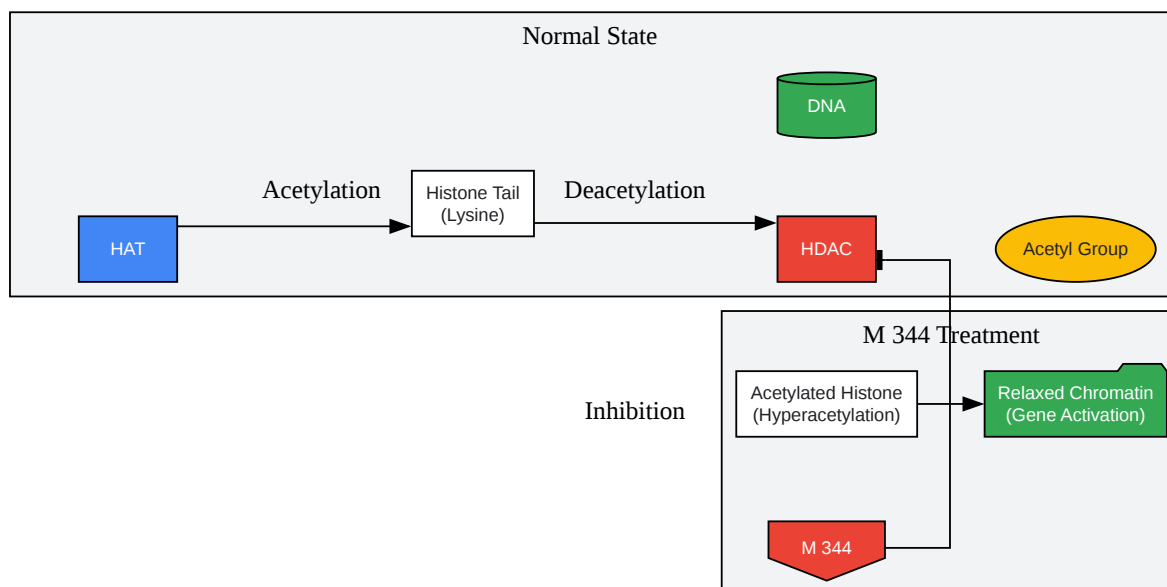 Normal State
DNA
Acetylation
Histone Tail
(Lysine)
Deacetylation
HAT
HDAC
Acetyl Group
M 344 Treatment
Inhibition
Acetylated Histone
(Hyperacetylation)
Relaxed Chromatin
(Gene Activation)
M 344